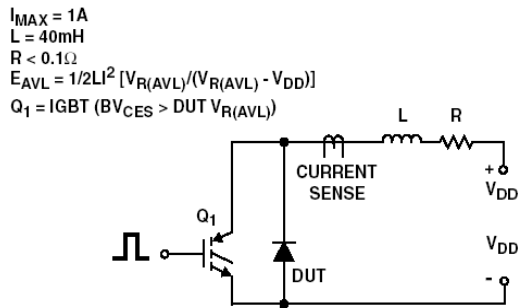 IMAX = 1A
L = 40mH
R < 0.1Ω
EAVL = 1/2LI² [VR(AVL)/(VR(AVL) - VDD)]
Q1 = IGBT (BVCES > DUT VR(AVL))
L
R
CURRENT
SENSE
+
VDD
Q1
VDD
DUT
-